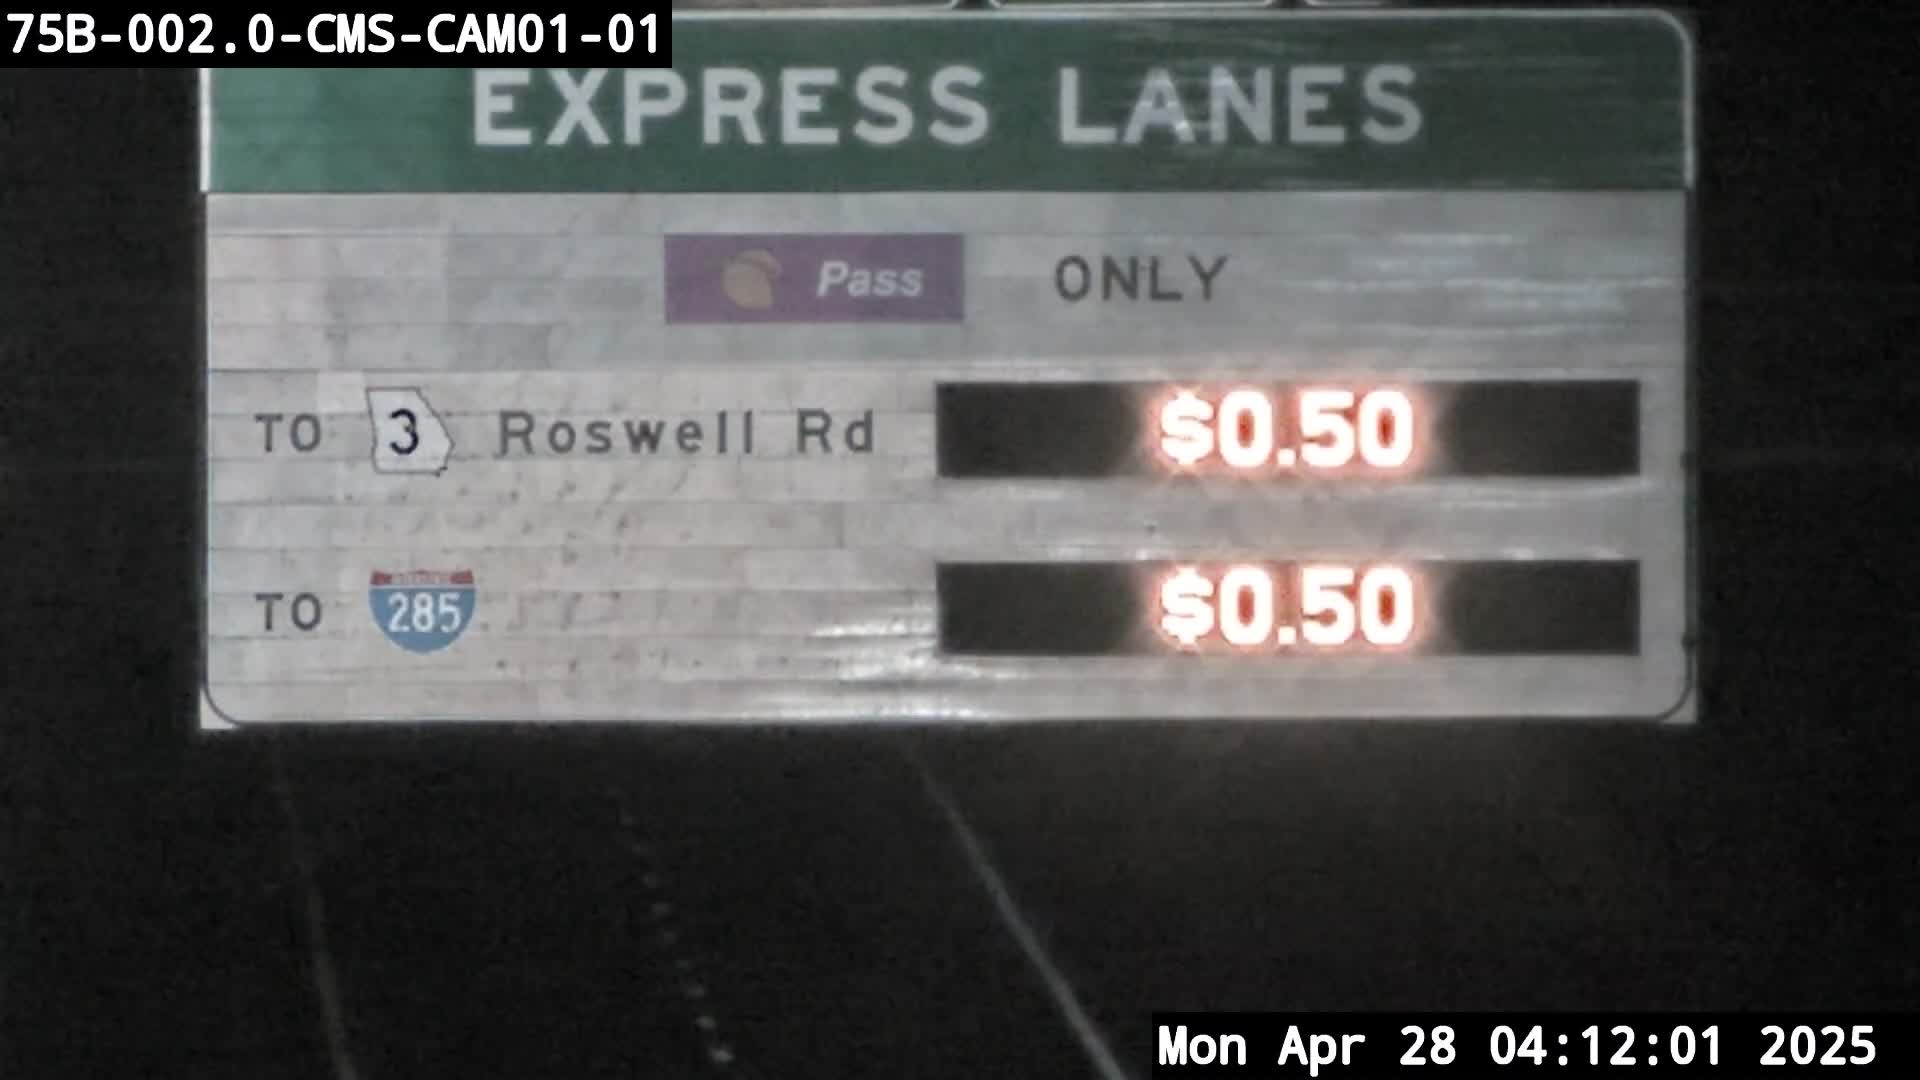 75B-002.0-CMS-CAM01-01
EXPRESS LANES
Pass ONLY
TO 3 Roswell Rd $0.50
TO 285 $0.50
Mon Apr 28 04:12:01 2025